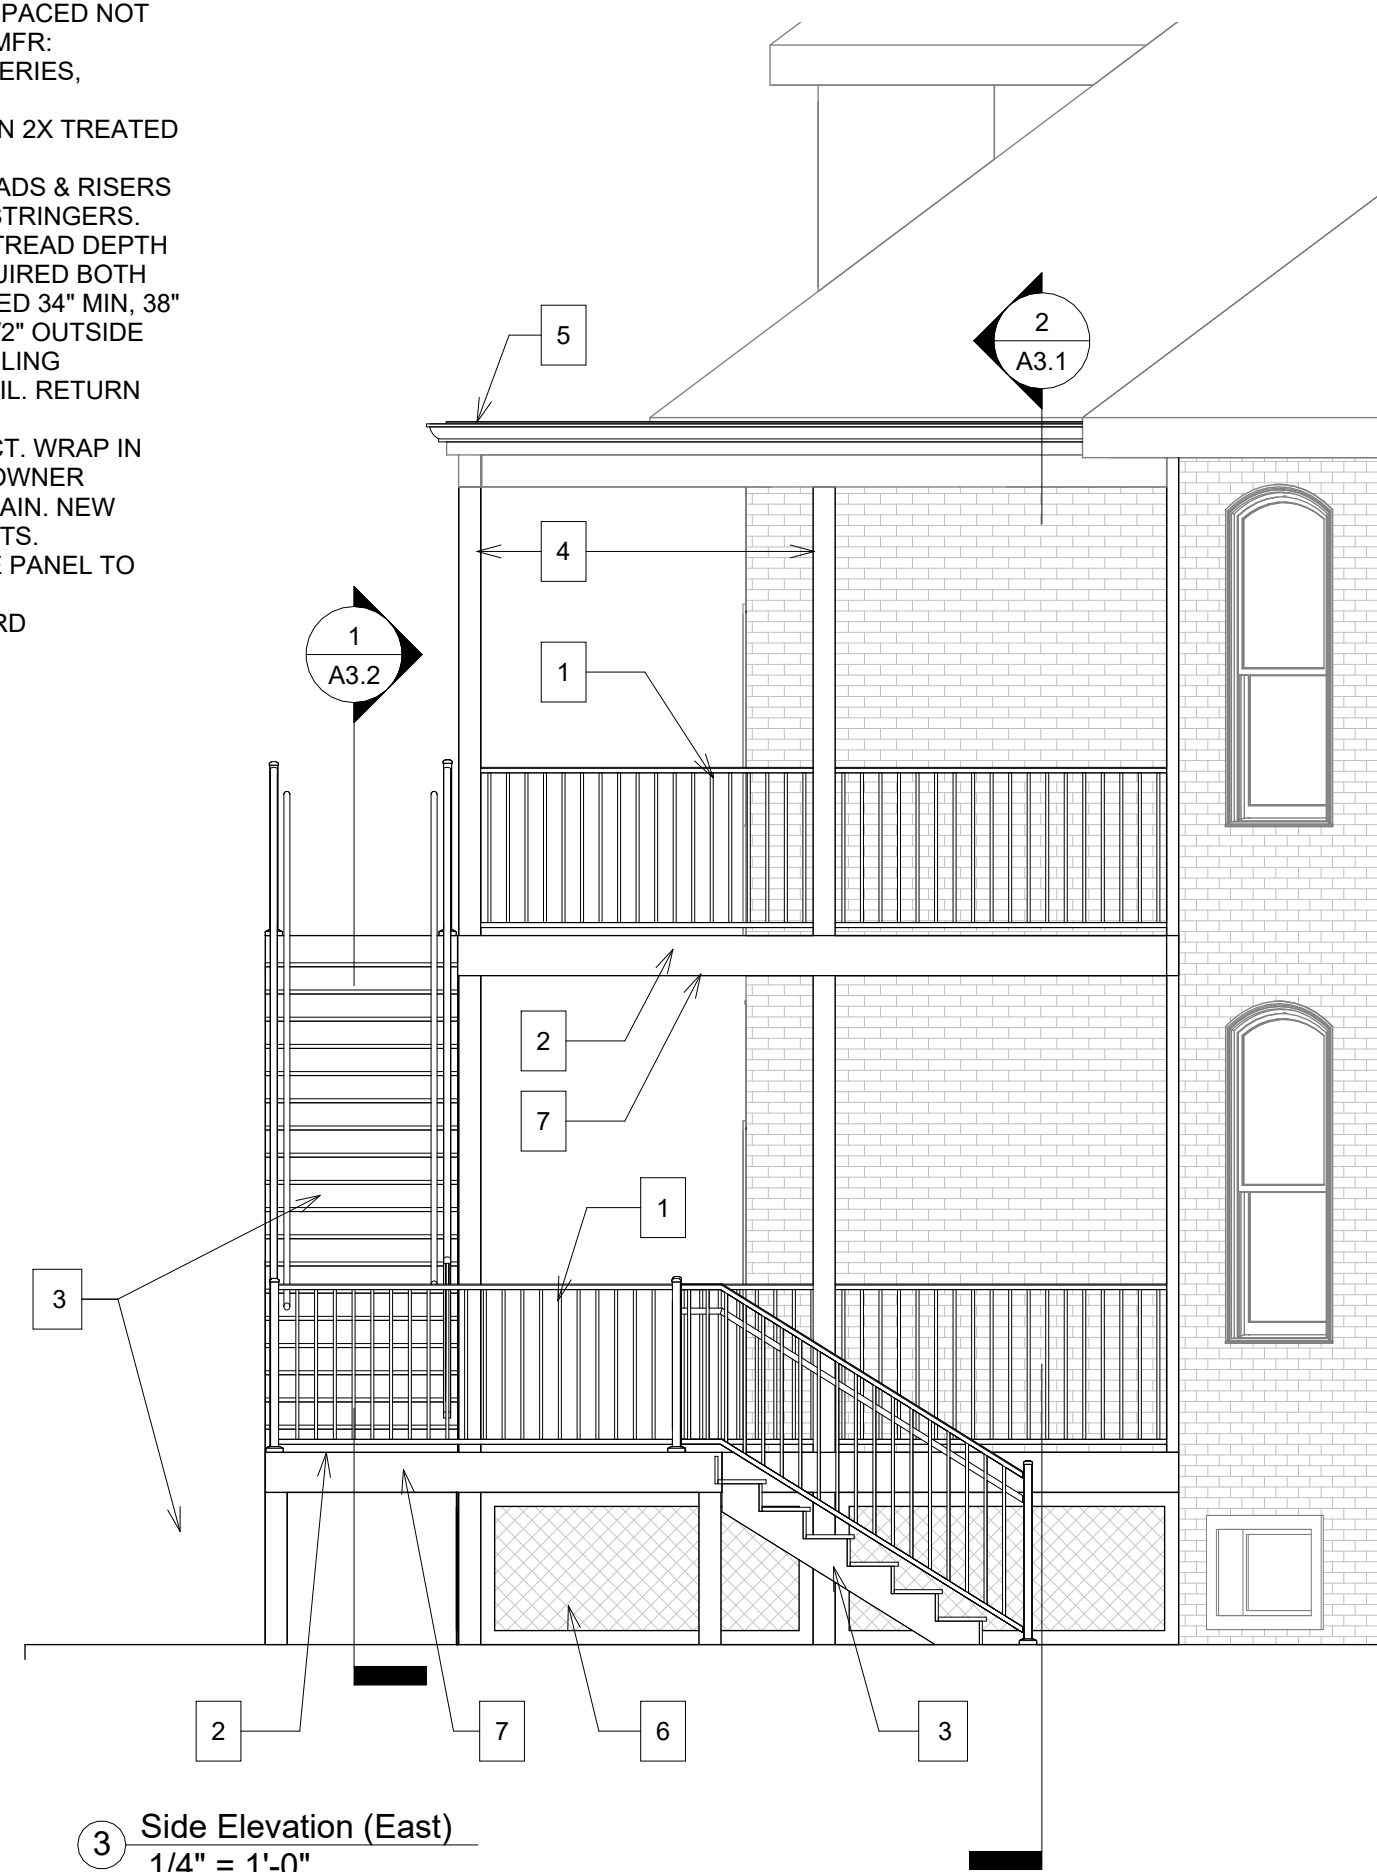 SPACED NOT
MFR:
ERIES,
N 2X TREATED
ADS & RISERS
STRINGERS.
TREAD DEPTH
UIRED BOTH
ED 34" MIN, 38"
/2" OUTSIDE
LING
IL. RETURN
CT. WRAP IN
OWNER
AIN. NEW
TS.
E PANEL TO
RD
5
2
A3.1
4
1
A3.2
1
2
7
1
3
2
7
6
3
3
Side Elevation (East)
1/4" = 1'-0"